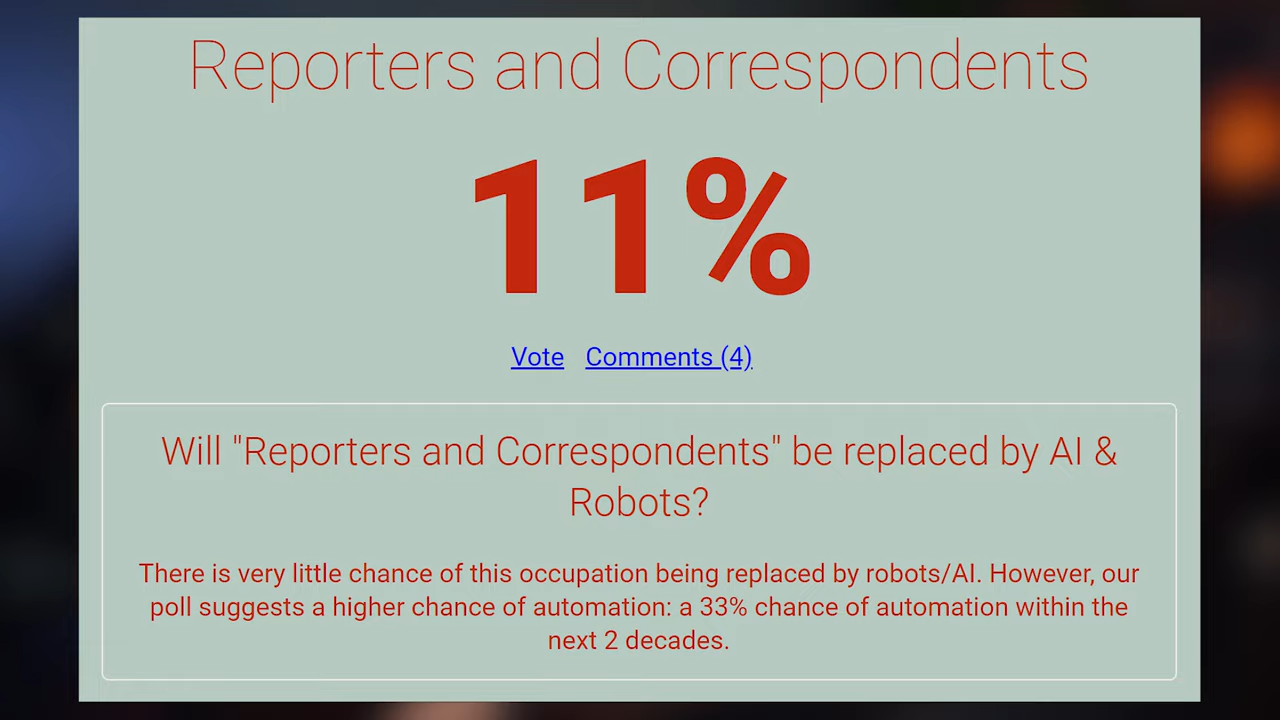 Reporters and Correspondents
11%
Vote Comments (4)
Will "Reporters and Correspondents" be replaced by AI &
Robots?
There is very little chance of this occupation being replaced by robots/AI. However, our
poll suggests a higher chance of automation: a 33% chance of automation within the
next 2 decades.